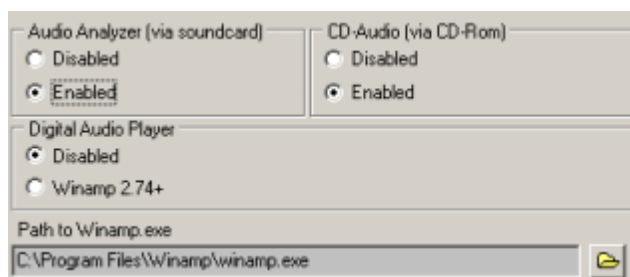 Audio Analyzer (via soundcard)
Disabled
Enabled
CD-Audio (via CD-Rom)
Disabled
Enabled
Digital Audio Player
Disabled
Winamp 2.74+
Path to Winamp.exe
C:\Program Files\Winamp\winamp.exe